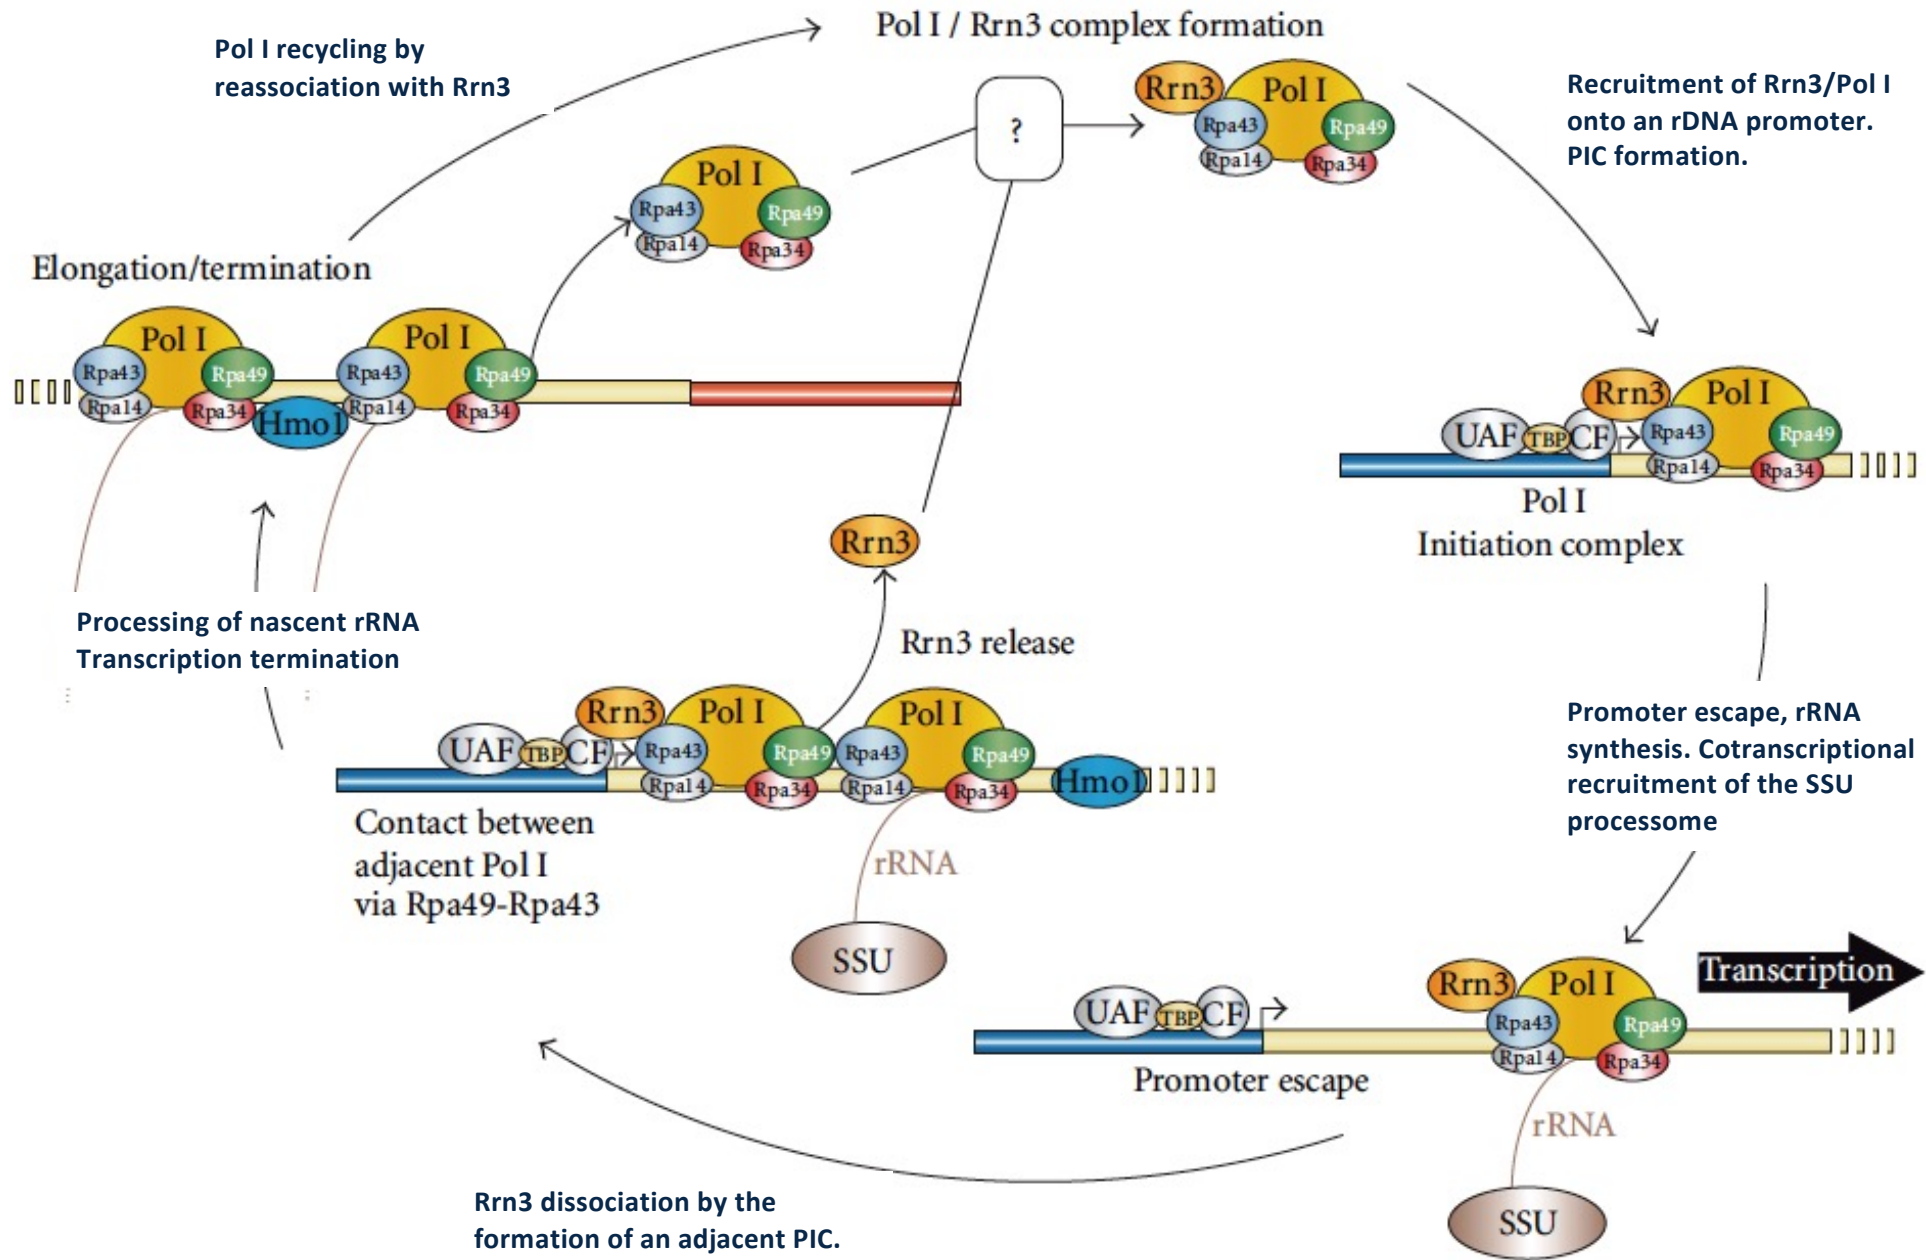 Pol I / Rrn3 complex formation
Pol I recycling by
reassociation with Rrn3
Rrn3
Pol I
Rpa43
Rpa49
Rpa14
Rpa34
?
Recruitment of Rrn3/Pol I
onto an rDNA promoter.
PIC formation.
Pol I
Rpa43
Rpa49
Rpa14
Rpa34
Elongation/termination
Pol I
Rpa43
Rpa49
Rpa14
Rpa34
Hmo1
Pol I
Rpa43
Rpa49
Rpa14
Rpa34
UAF
TBP
CF
Rrn3
Pol I
Rpa43
Rpa49
Rpa14
Rpa34
Pol I
Initiation complex
Rrn3
Processing of nascent rRNA
Transcription termination
Rrn3 release
UAF
TBP
CF
Rrn3
Pol I
Rpa43
Rpa49
Rpa14
Rpa34
Pol I
Rpa43
Rpa49
Rpa14
Rpa34
Hmo1
Contact between
adjacent Pol I
via Rpa49-Rpa43
rRNA
SSU
Promoter escape, rRNA
synthesis. Cotranscriptional
recruitment of the SSU
processome
Transcription
UAF
TBP
CF
Rrn3
Pol I
Rpa43
Rpa49
Rpa14
Rpa34
Promoter escape
rRNA
SSU
Rrn3 dissociation by the
formation of an adjacent PIC.